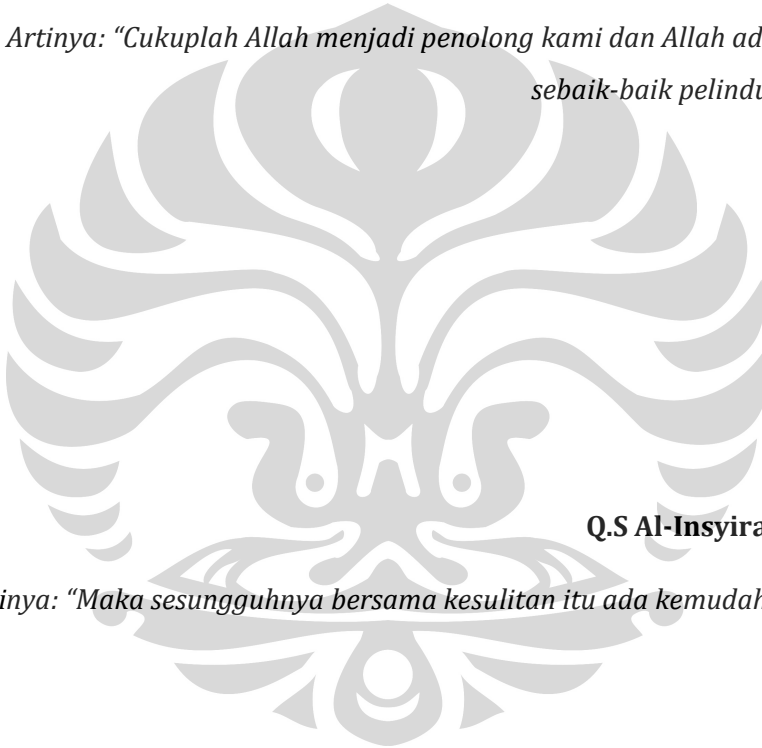 Artinya: “Cukuplah Allah menjadi penolong kami dan Allah ad
sebaik-baik pelindu
Q.S Al-Insyira
inya: “Maka sesungguhnya bersama kesulitan itu ada kemudah